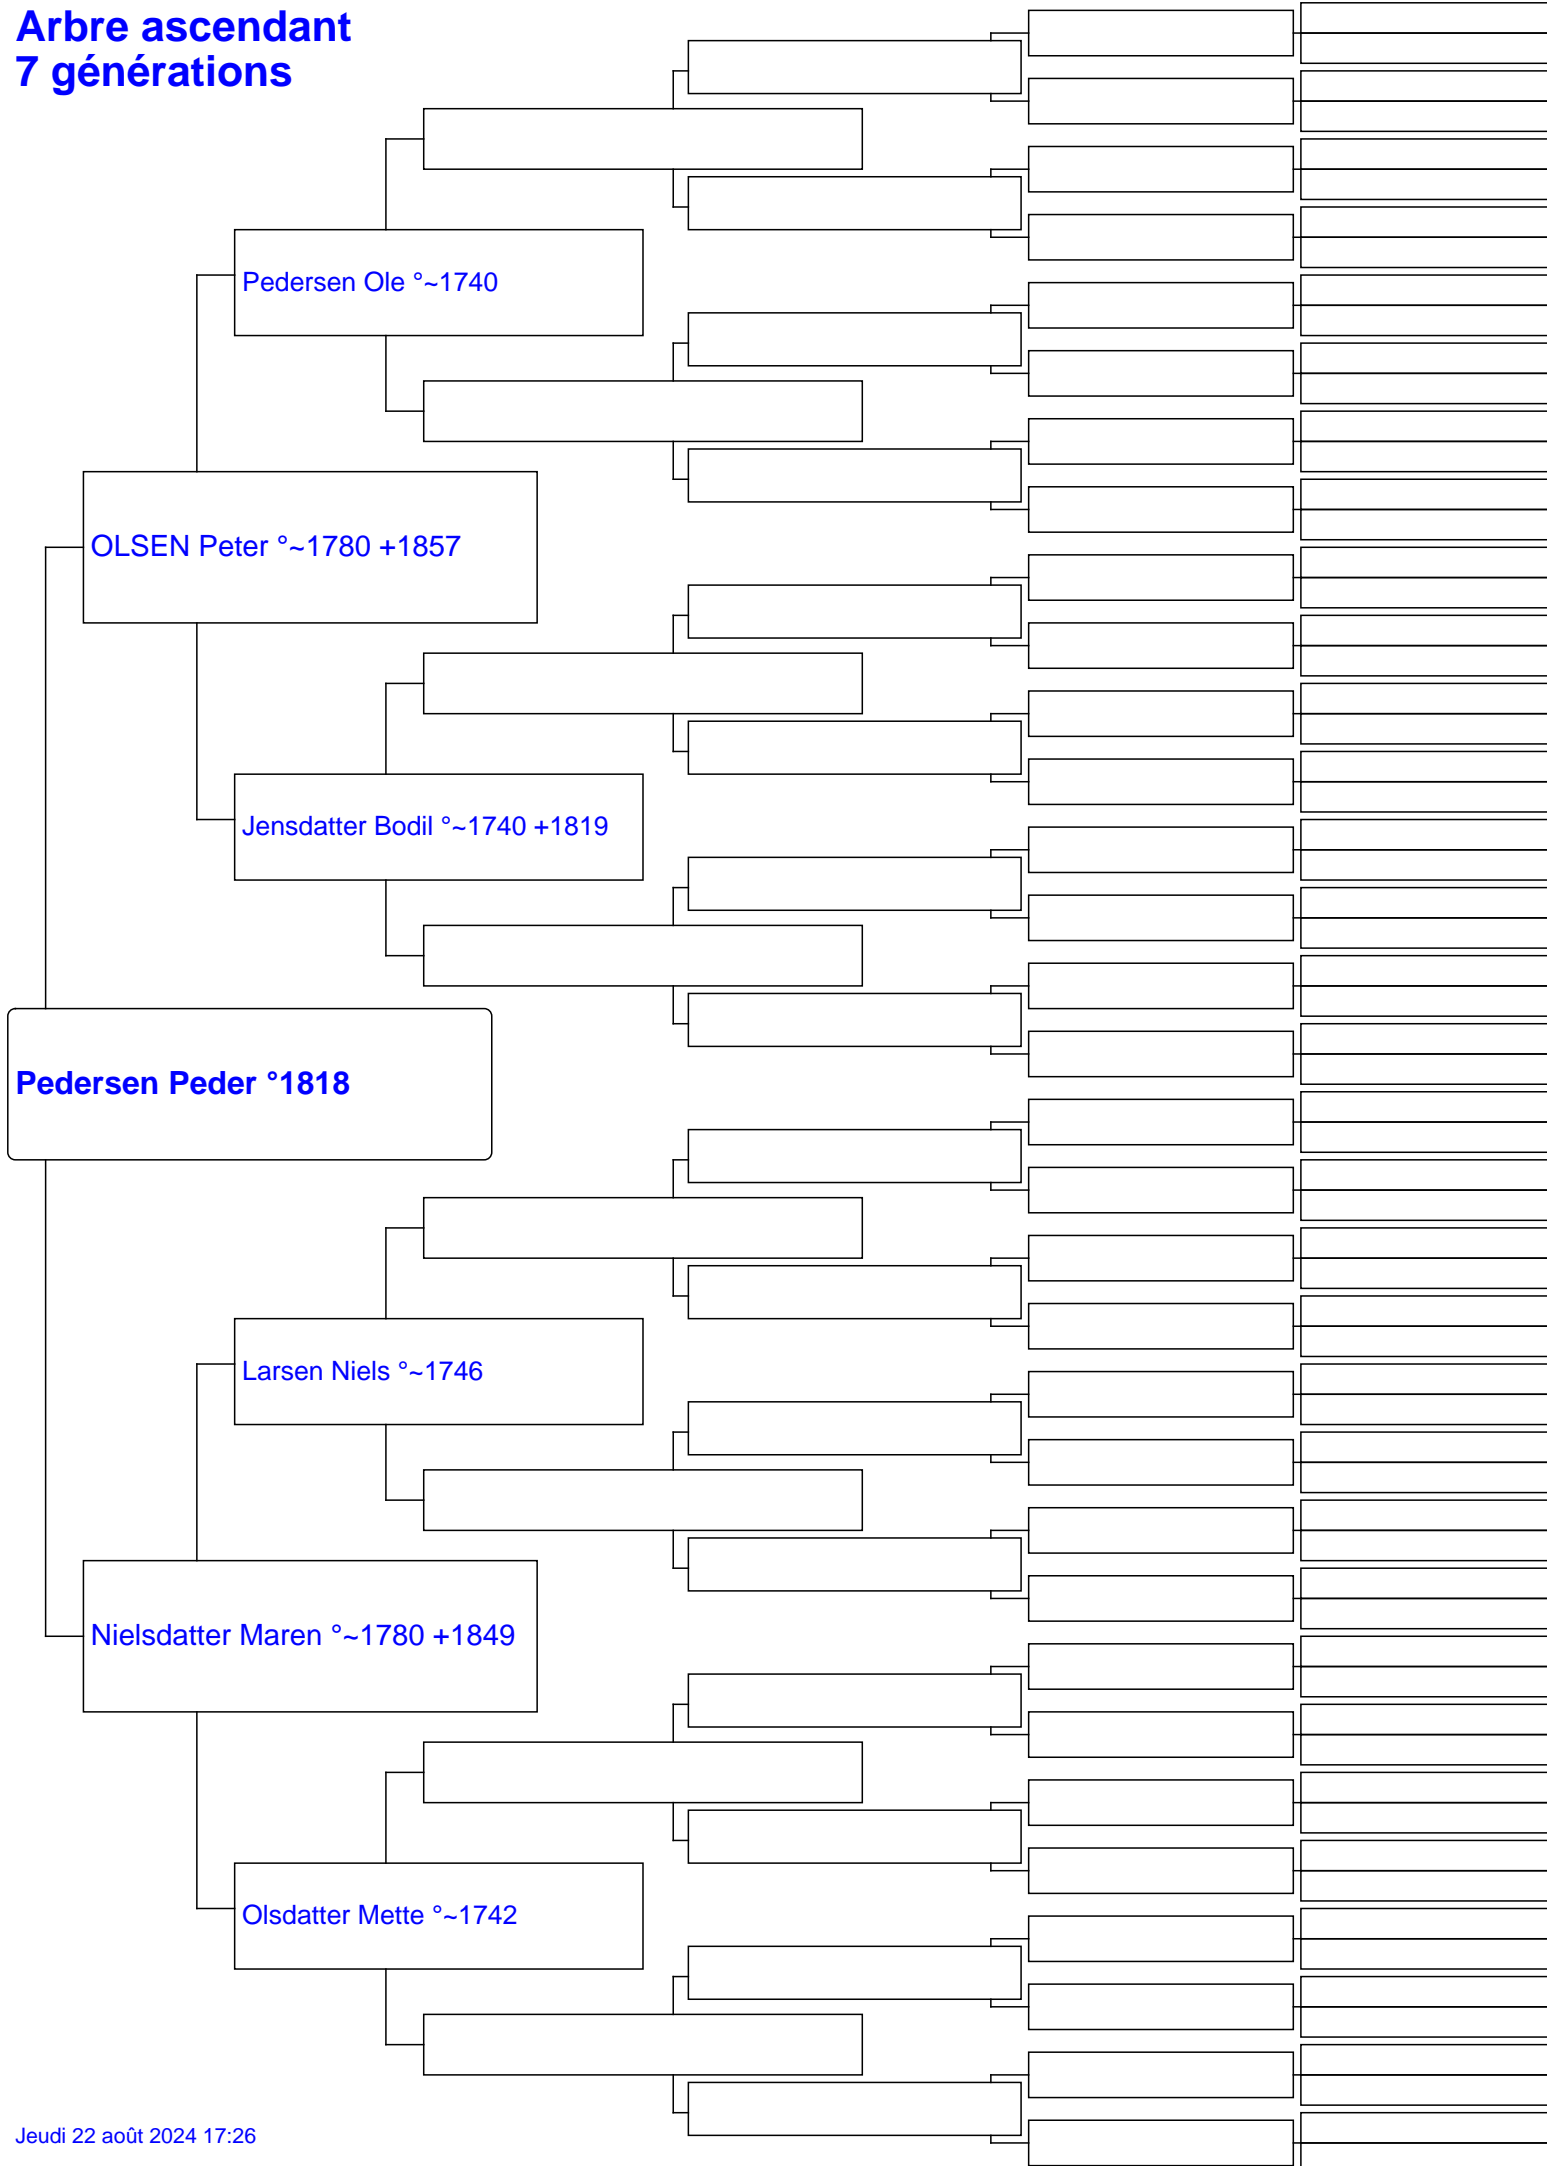 Arbre ascendant
7 générations
Pedersen Ole °~1740
OLSEN Peter °~1780 +1857
Jensdatter Bodil °~1740 +1819
Pedersen Peder °1818
Larsen Niels °~1746
Nielsdatter Maren °~1780 +1849
Olsdatter Mette °~1742
Jeudi 22 août 2024 17:26